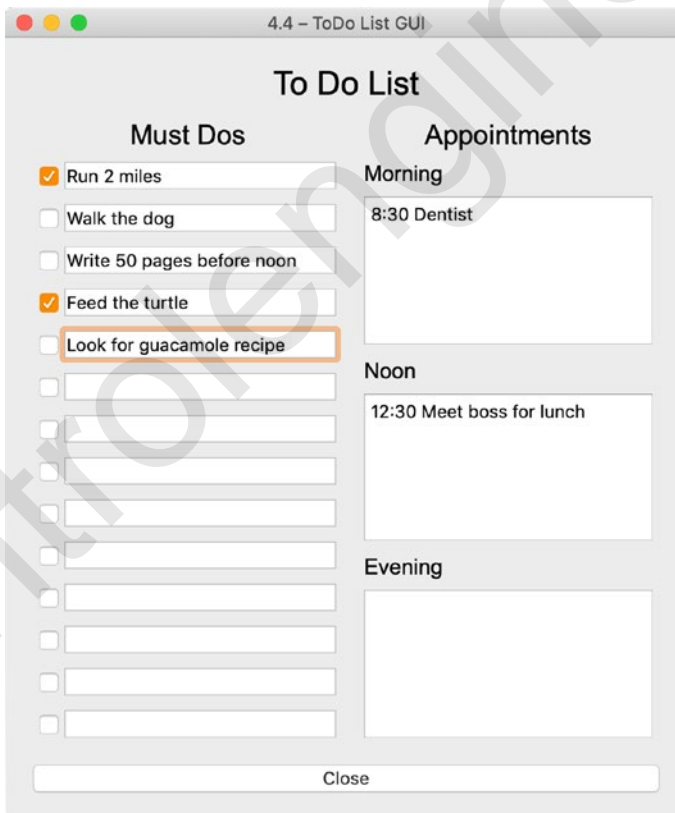 4.4 – ToDo List GUI
To Do List
Must Dos
Run 2 miles
Walk the dog
Write 50 pages before noon
Feed the turtle
Look for guacamole recipe
Appointments
Morning
8:30 Dentist
Noon
12:30 Meet boss for lunch
Evening
Close
trolengin